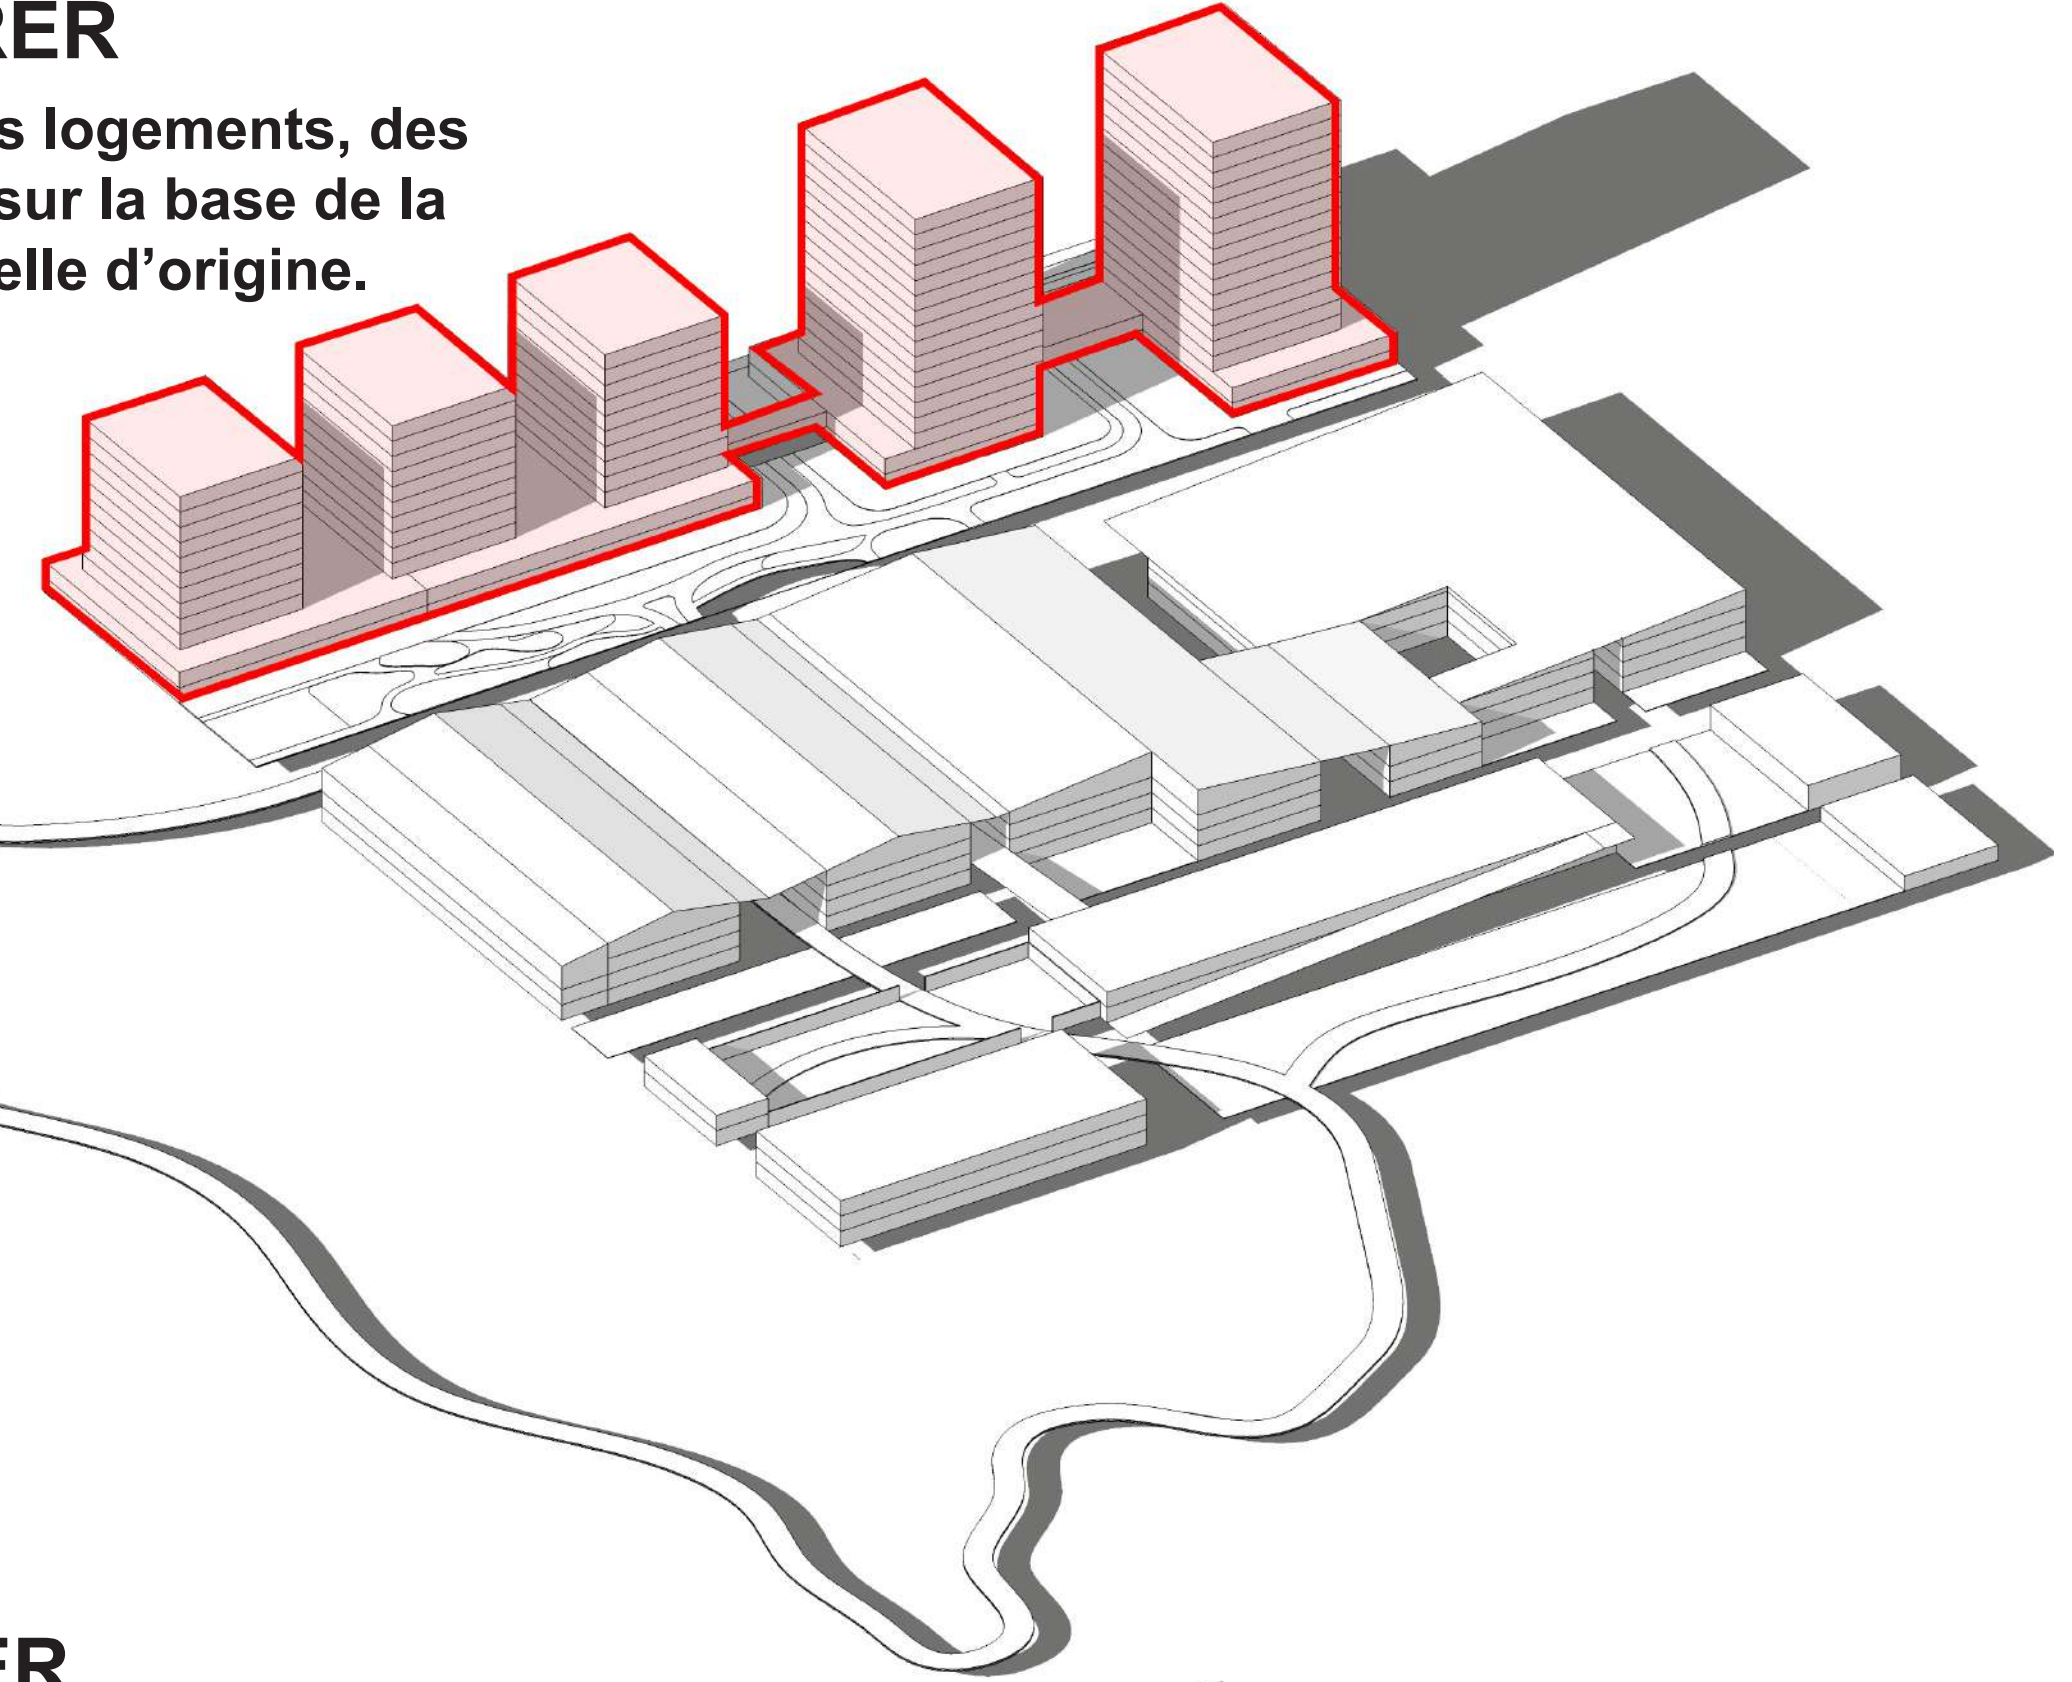 RER
s logements, des
sur la base de la
elle d’origine.
ER